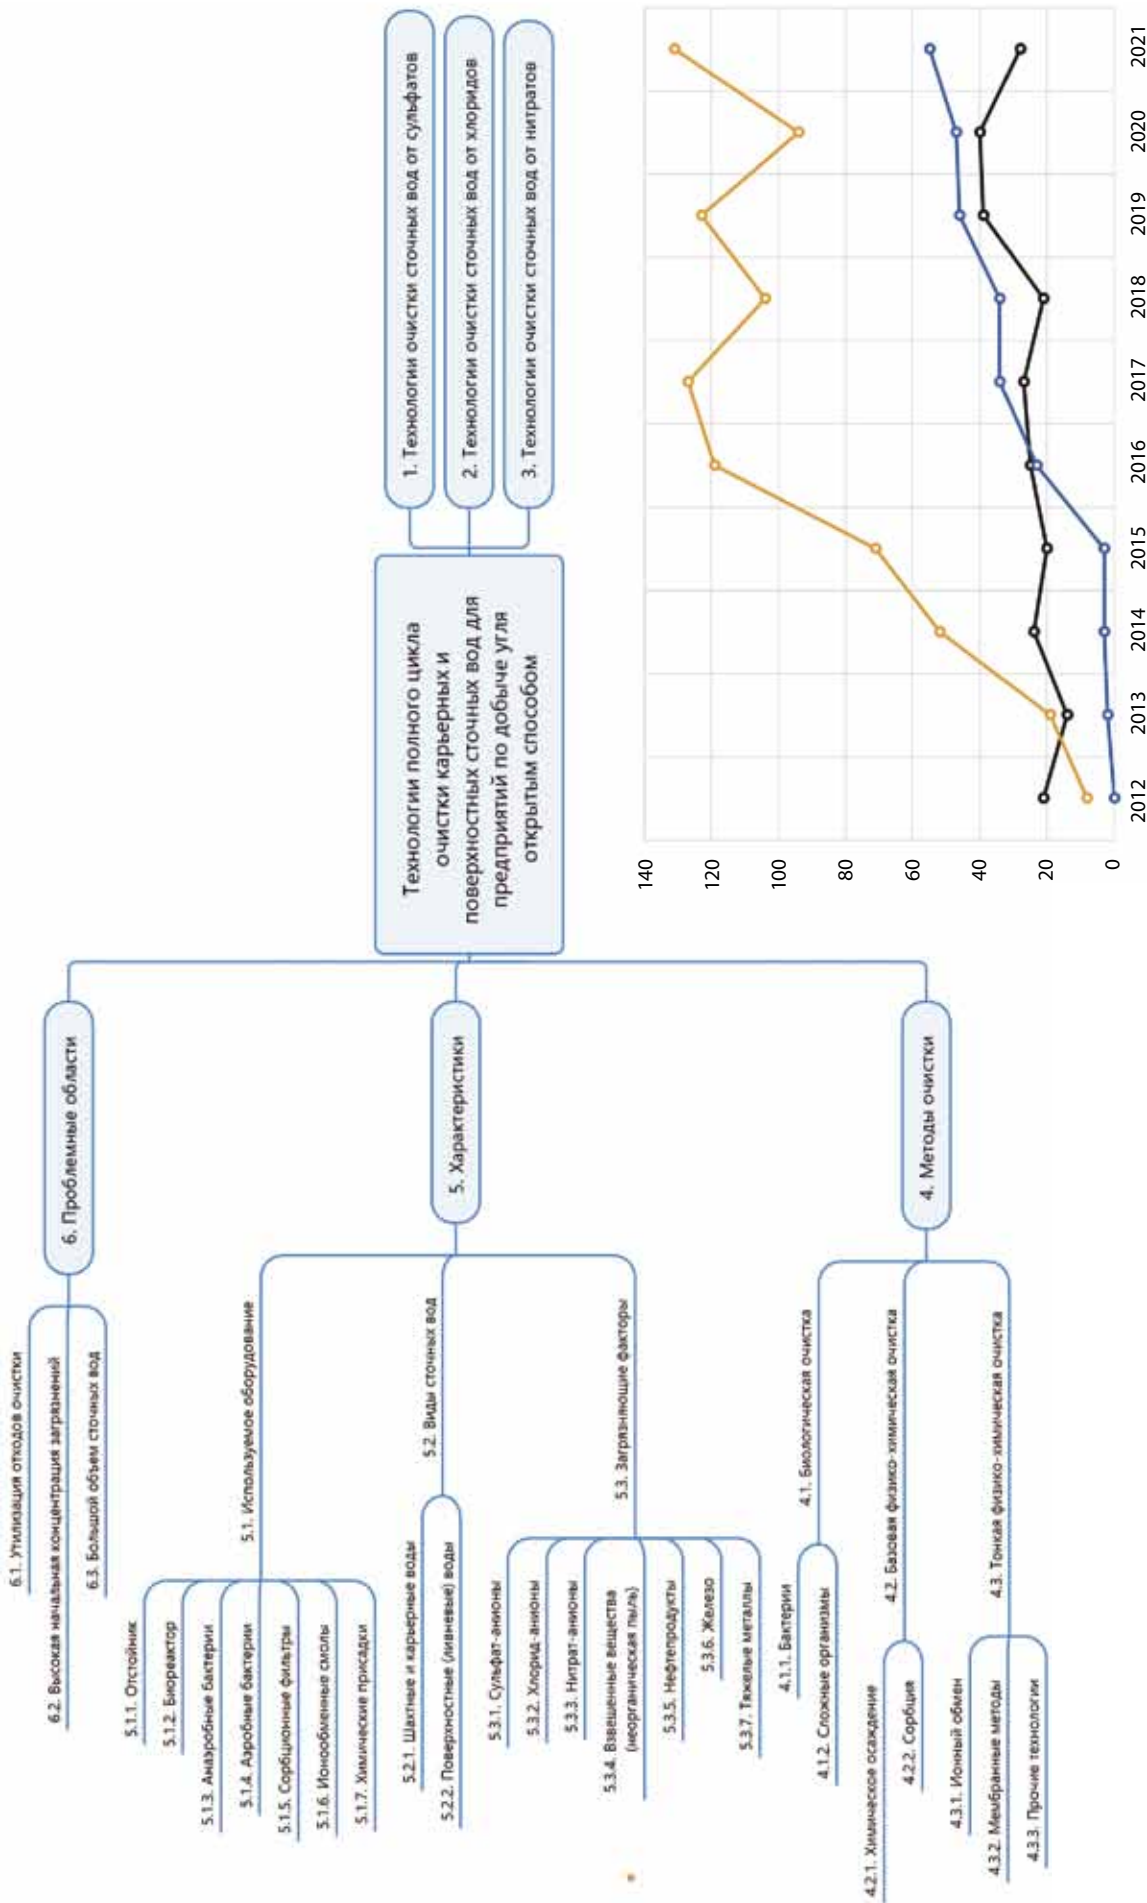 6.1. Утилизация отходов очистки
6.2. Высокая начальная концентрация загрязнений
6.3. Большой объем сточных вод
6. Проблемные области
5.1.1. Отстойник
5.1.2. Биореактор
5.1.3. Анаэробные бактерии
5.1.4. Аэробные бактерии
5.1.5. Сорбционные фильтры
5.1.6. Ионообменные смолы
5.1.7. Химические присадки
5.1. Используемое оборудование
5.2.1. Шахтные и карьерные воды
5.2.2. Поверхностные (ливневые) воды
5.2. Виды сточных вод
5. Характеристики
5.3.1. Сульфат-анионы
5.3.2. Хлорид-анионы
5.3.3. Нитрат-анионы
5.3.4. Взвешенные вещества
(неорганическая пыль)
5.3.5. Нефтепродукты
5.3.6. Железо
5.3.7. Тяжелые металлы
5.3. Загрязняющие факторы
4.1.1. Бактерии
4.1.2. Сложные организмы
4.1. Биологическая очистка
4.2.1. Химическое осаждение
4.2.2. Сорбция
4.2. Базовая физико-химическая очистка
4.3.1. Ионный обмен
4.3.2. Мембранные методы
4.3.3. Прочие технологии
4.3. Тонкая физико-химическая очистка
4. Методы очистки
Технологии полного цикла
очистки карьерных и
поверхностных сточных вод для
предприятий по добыче угля
открытым способом
1. Технологии очистки сточных вод от сульфатов
2. Технологии очистки сточных вод от хлоридов
3. Технологии очистки сточных вод от нитратов
140
120
100
80
60
40
20
0
2012 2013 2014 2015 2016 2017 2018 2019 2020 2021